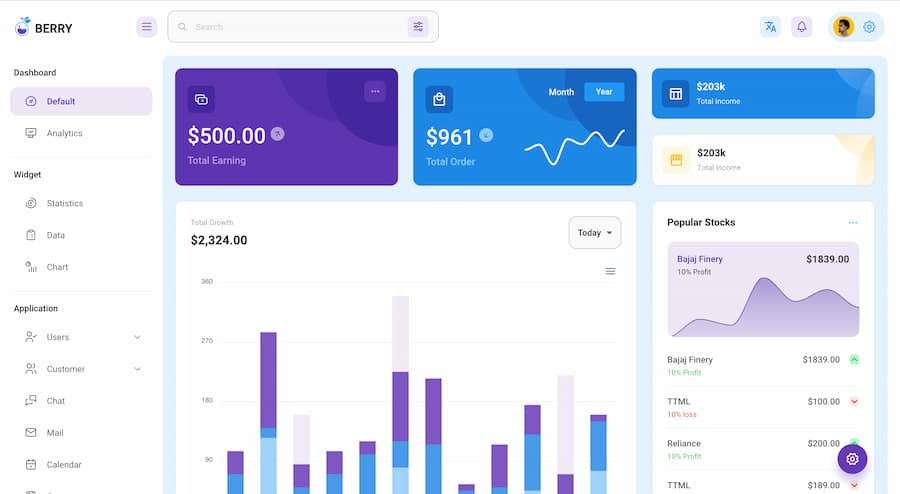 BERRY
Search
Dashboard
Default
Analytics
Widget
Statistics
Data
Chart
Application
Users
Customer
Chat
Mail
Calendar
$500.00
Total Earning
Month
Year
$961
Total Order
$203k
Total Income
$203k
Total Income
Total Growth
$2,324.00
Today
360
270
180
90
Popular Stocks
Bajaj Finery $1839.00
10% Profit
Bajaj Finery $1839.00
10% Profit
TTML $100.00
10% loss
Reliance $200.00
10% Profit
TTML $189.00